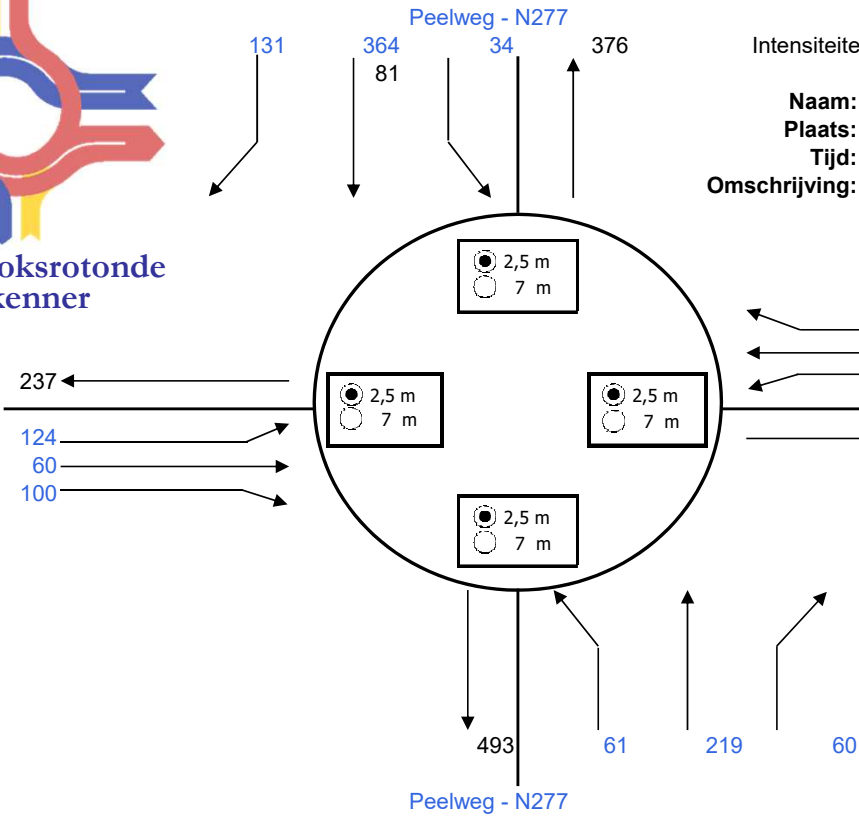 Peelweg - N277
131 364 34 376 Intensiteite
81
Naam:
Plaats:
Tijd:
Omschrijving:
oksrotonde
kenner
2,5 m
7 m
237
2,5 m
7 m
2,5 m
7 m
124
60
100
2,5 m
7 m
493 61 219 60
Peelweg - N277